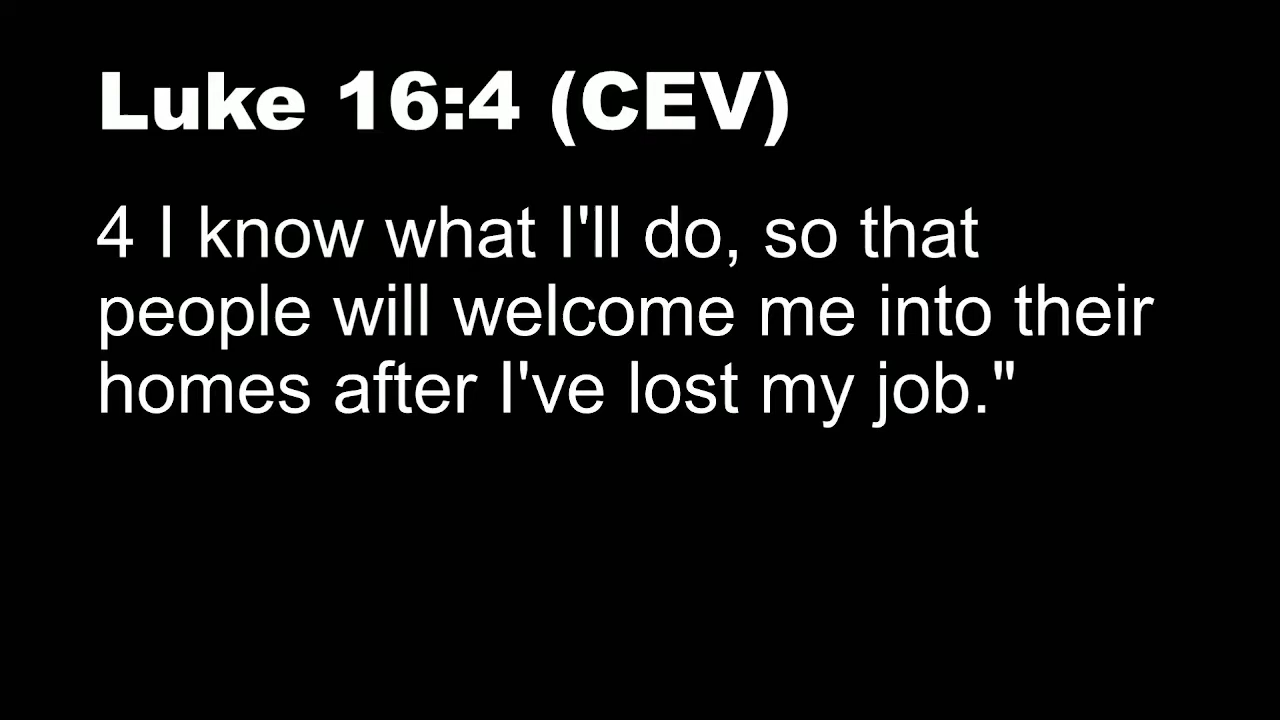 Luke 16:4 (CEV)
4 I know what I'll do, so that
people will welcome me into their
homes after I've lost my job."